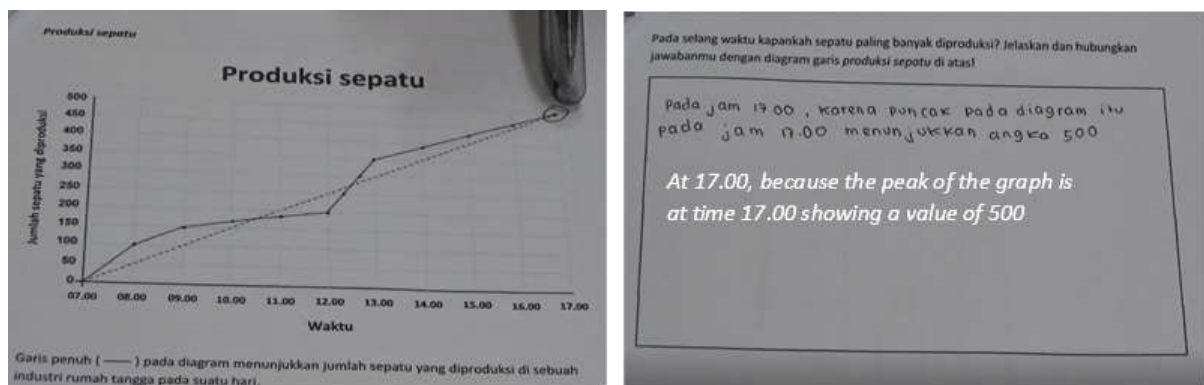 Produksi sepatu
Produksi sepatu
Jumlah sepatu yang diproduksi
500
450
400
350
300
250
200
150
100
50
0
07.00 08.00 09.00 10.00 11.00 12.00 13.00 14.00 15.00 16.00 17.00
Waktu
Garis penuh ( —— ) pada diagram menunjukkan jumlah sepatu yang diproduksi di sebuah
industri rumah tangga pada suatu hari.
Pada selang waktu kapankah sepatu paling banyak diproduksi? Jelaskan dan hubungkan
jawabanmu dengan diagram garis produksi sepatu di atas!
Pada jam 17.00, karena puncak pada diagram itu
pada jam 17.00 menunjukkan angka 500
At 17.00, because the peak of the graph is
at time 17.00 showing a value of 500